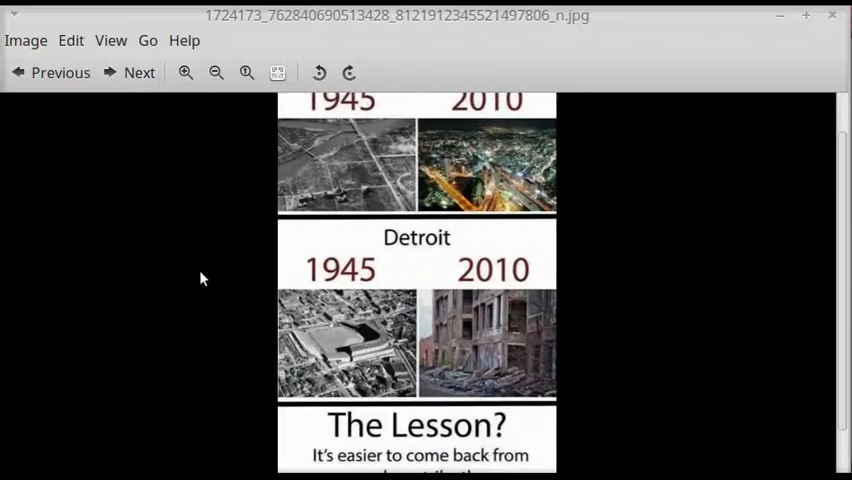 1724173_762840690513428_8121912345521497806_n.jpg
Image Edit View Go Help
Previous Next
1945 2010
Detroit
1945 2010
The Lesson?
It's easier to come back from